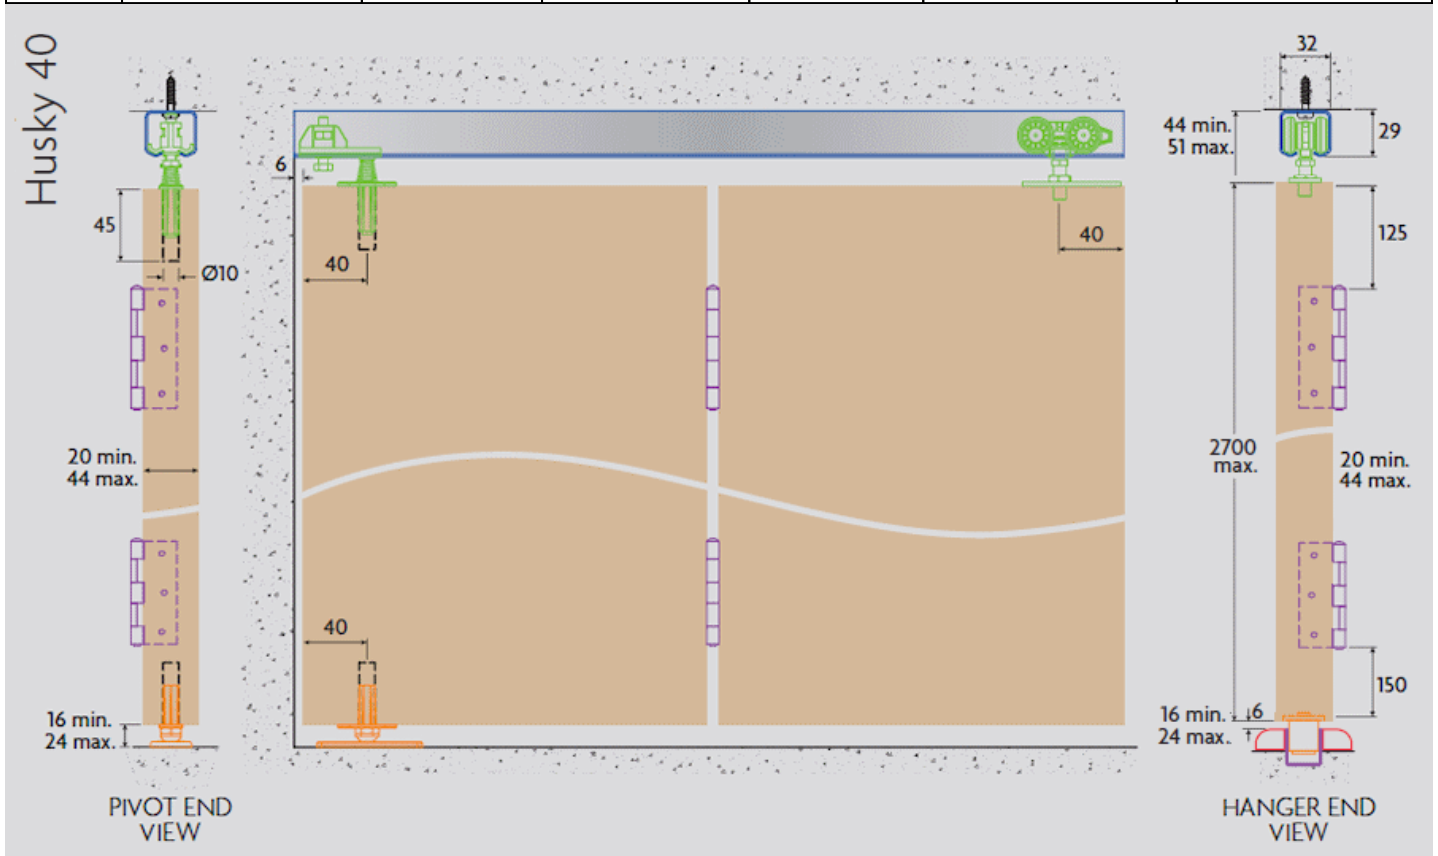 Husky 40
45
Ø10
20 min.
44 max.
16 min.
24 max.
PIVOT END
VIEW
6
40
40
40
32
44 min.
51 max.
29
125
2700
max.
20 min.
44 max.
150
16 min.
24 max.
6
HANGER END
VIEW